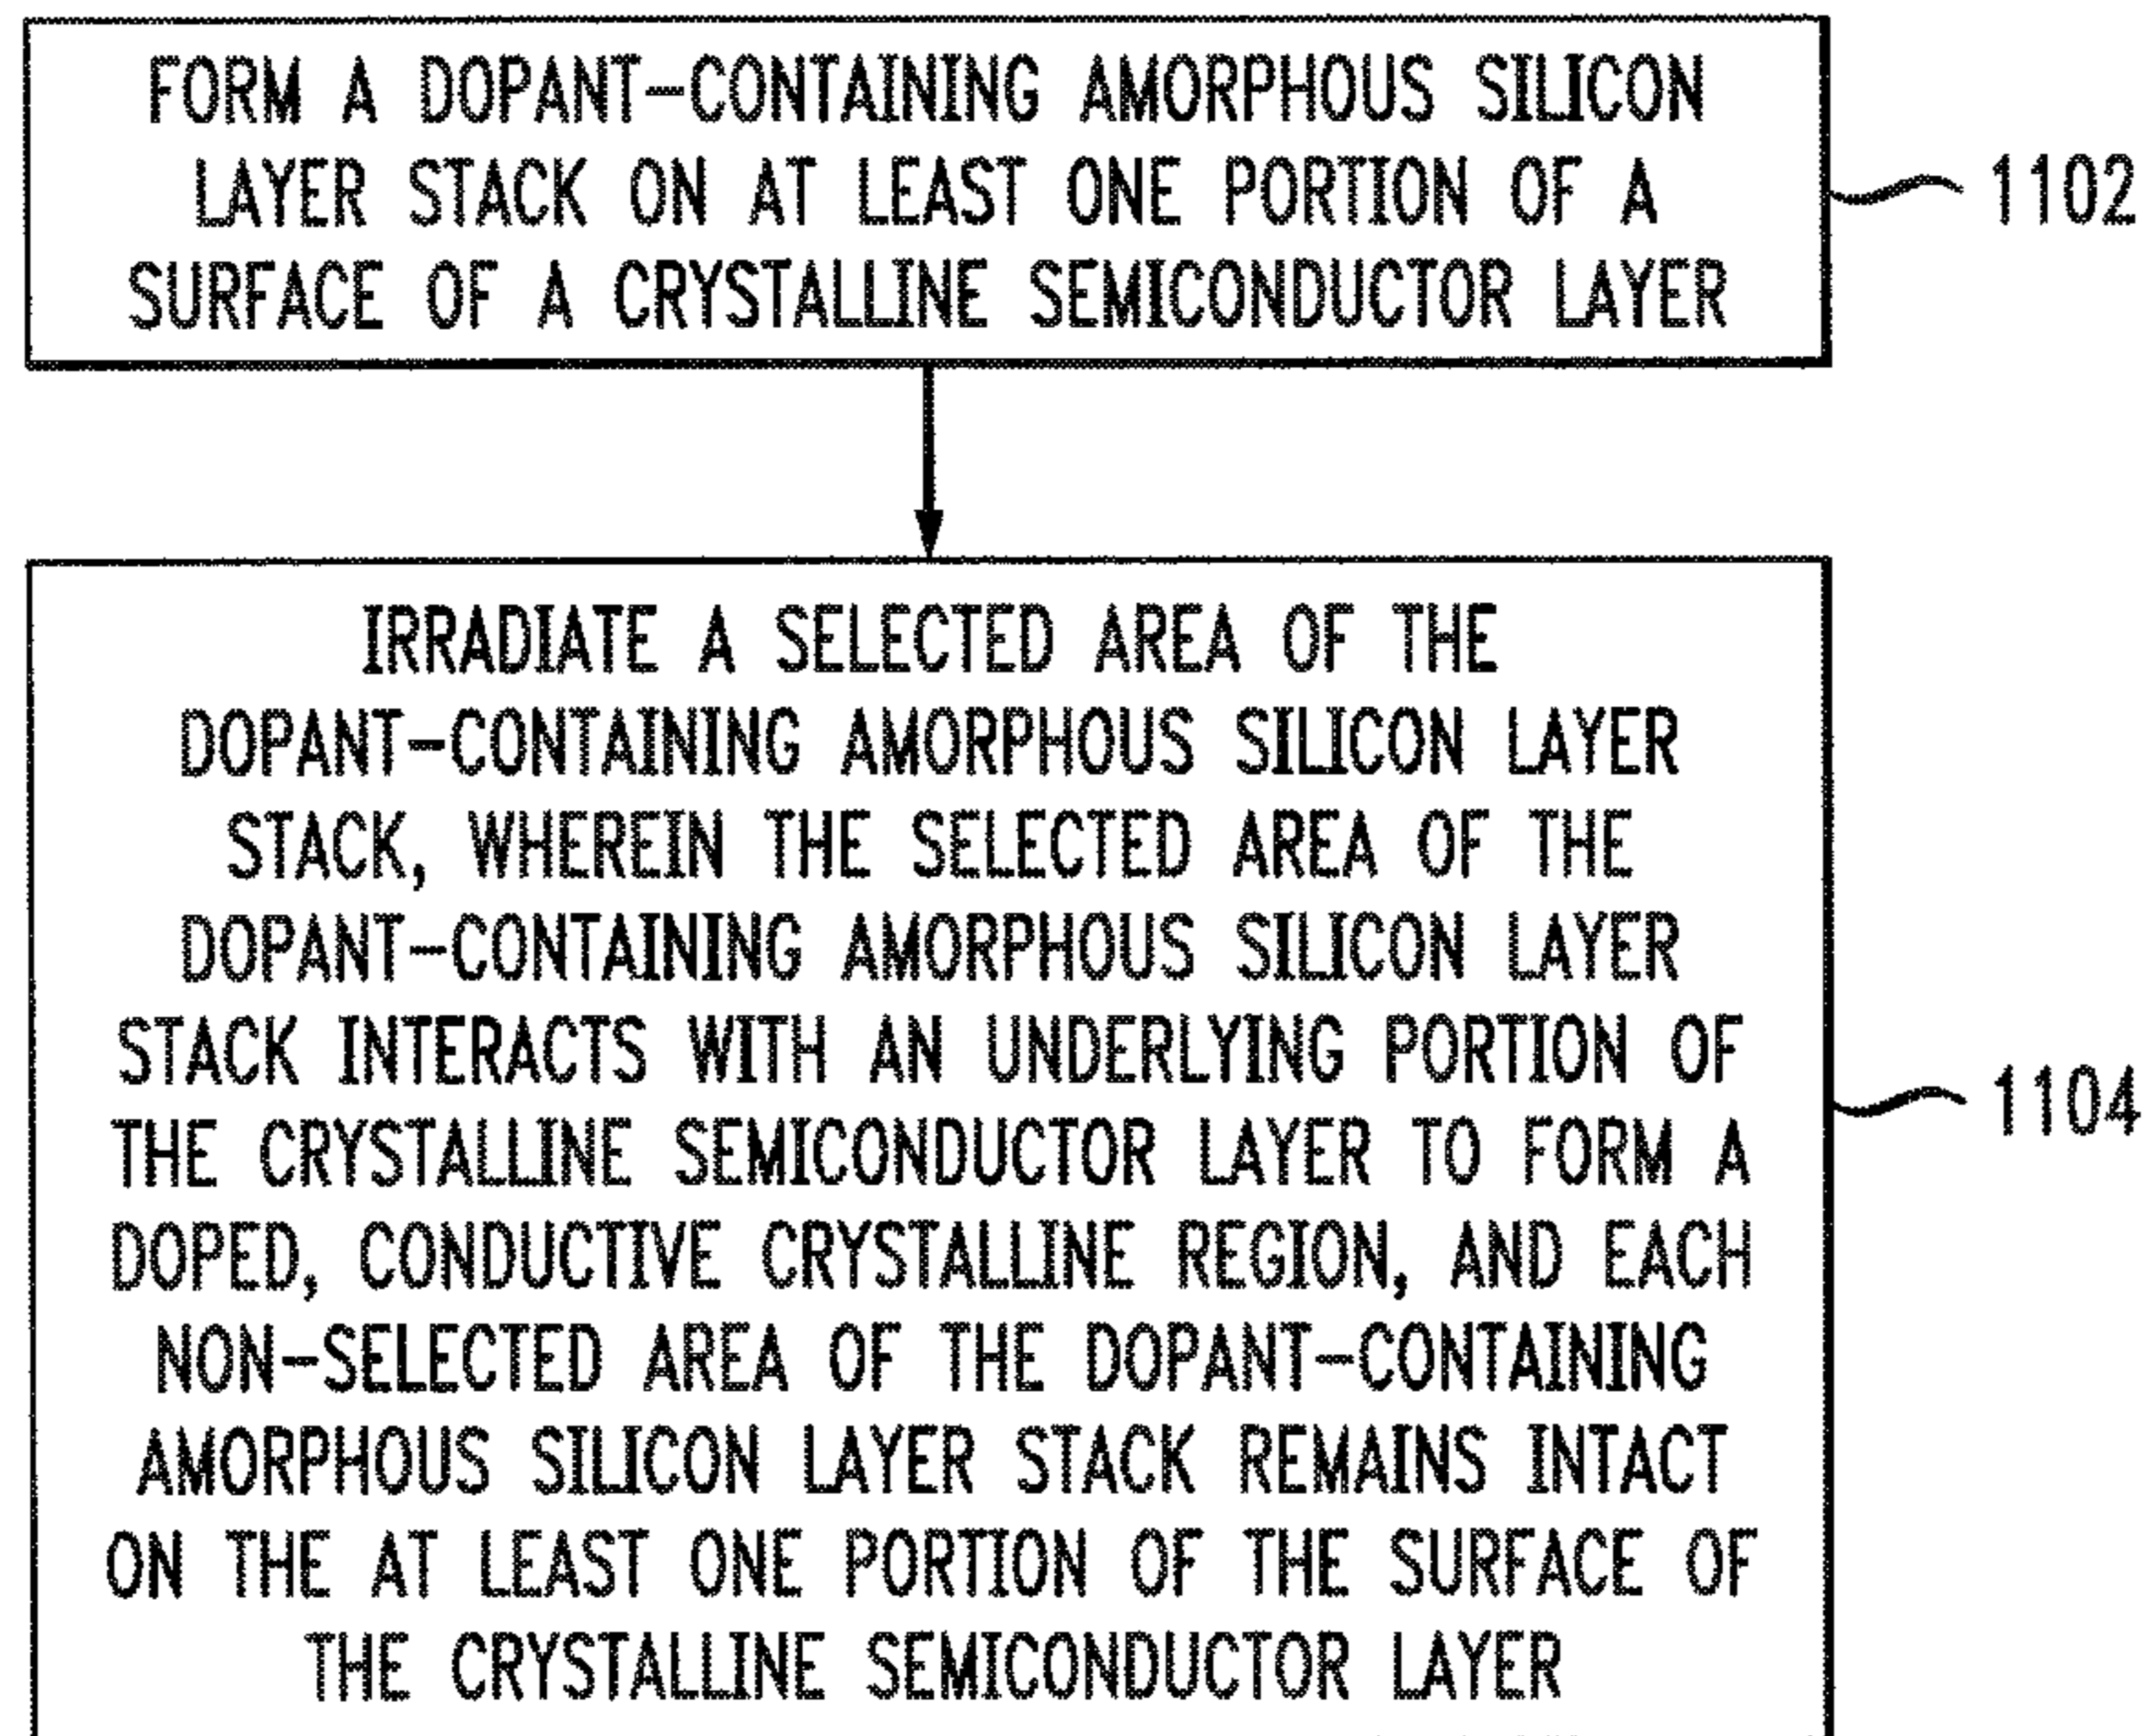 FORM A DOPANT-CONTAINING AMORPHOUS SILICON
LAYER STACK ON AT LEAST ONE PORTION OF A
SURFACE OF A CRYSTALLINE SEMICONDUCTOR LAYER
1102
IRRADIATE A SELECTED AREA OF THE
DOPANT-CONTAINING AMORPHOUS SILICON LAYER
STACK, WHEREIN THE SELECTED AREA OF THE
DOPANT-CONTAINING AMORPHOUS SILICON LAYER
STACK INTERACTS WITH AN UNDERLYING PORTION OF
THE CRYSTALLINE SEMICONDUCTOR LAYER TO FORM A
DOPED, CONDUCTIVE CRYSTALLINE REGION, AND EACH
NON-SELECTED AREA OF THE DOPANT-CONTAINING
AMORPHOUS SILICON LAYER STACK REMAINS INTACT
ON THE AT LEAST ONE PORTION OF THE SURFACE OF
THE CRYSTALLINE SEMICONDUCTOR LAYER
1104